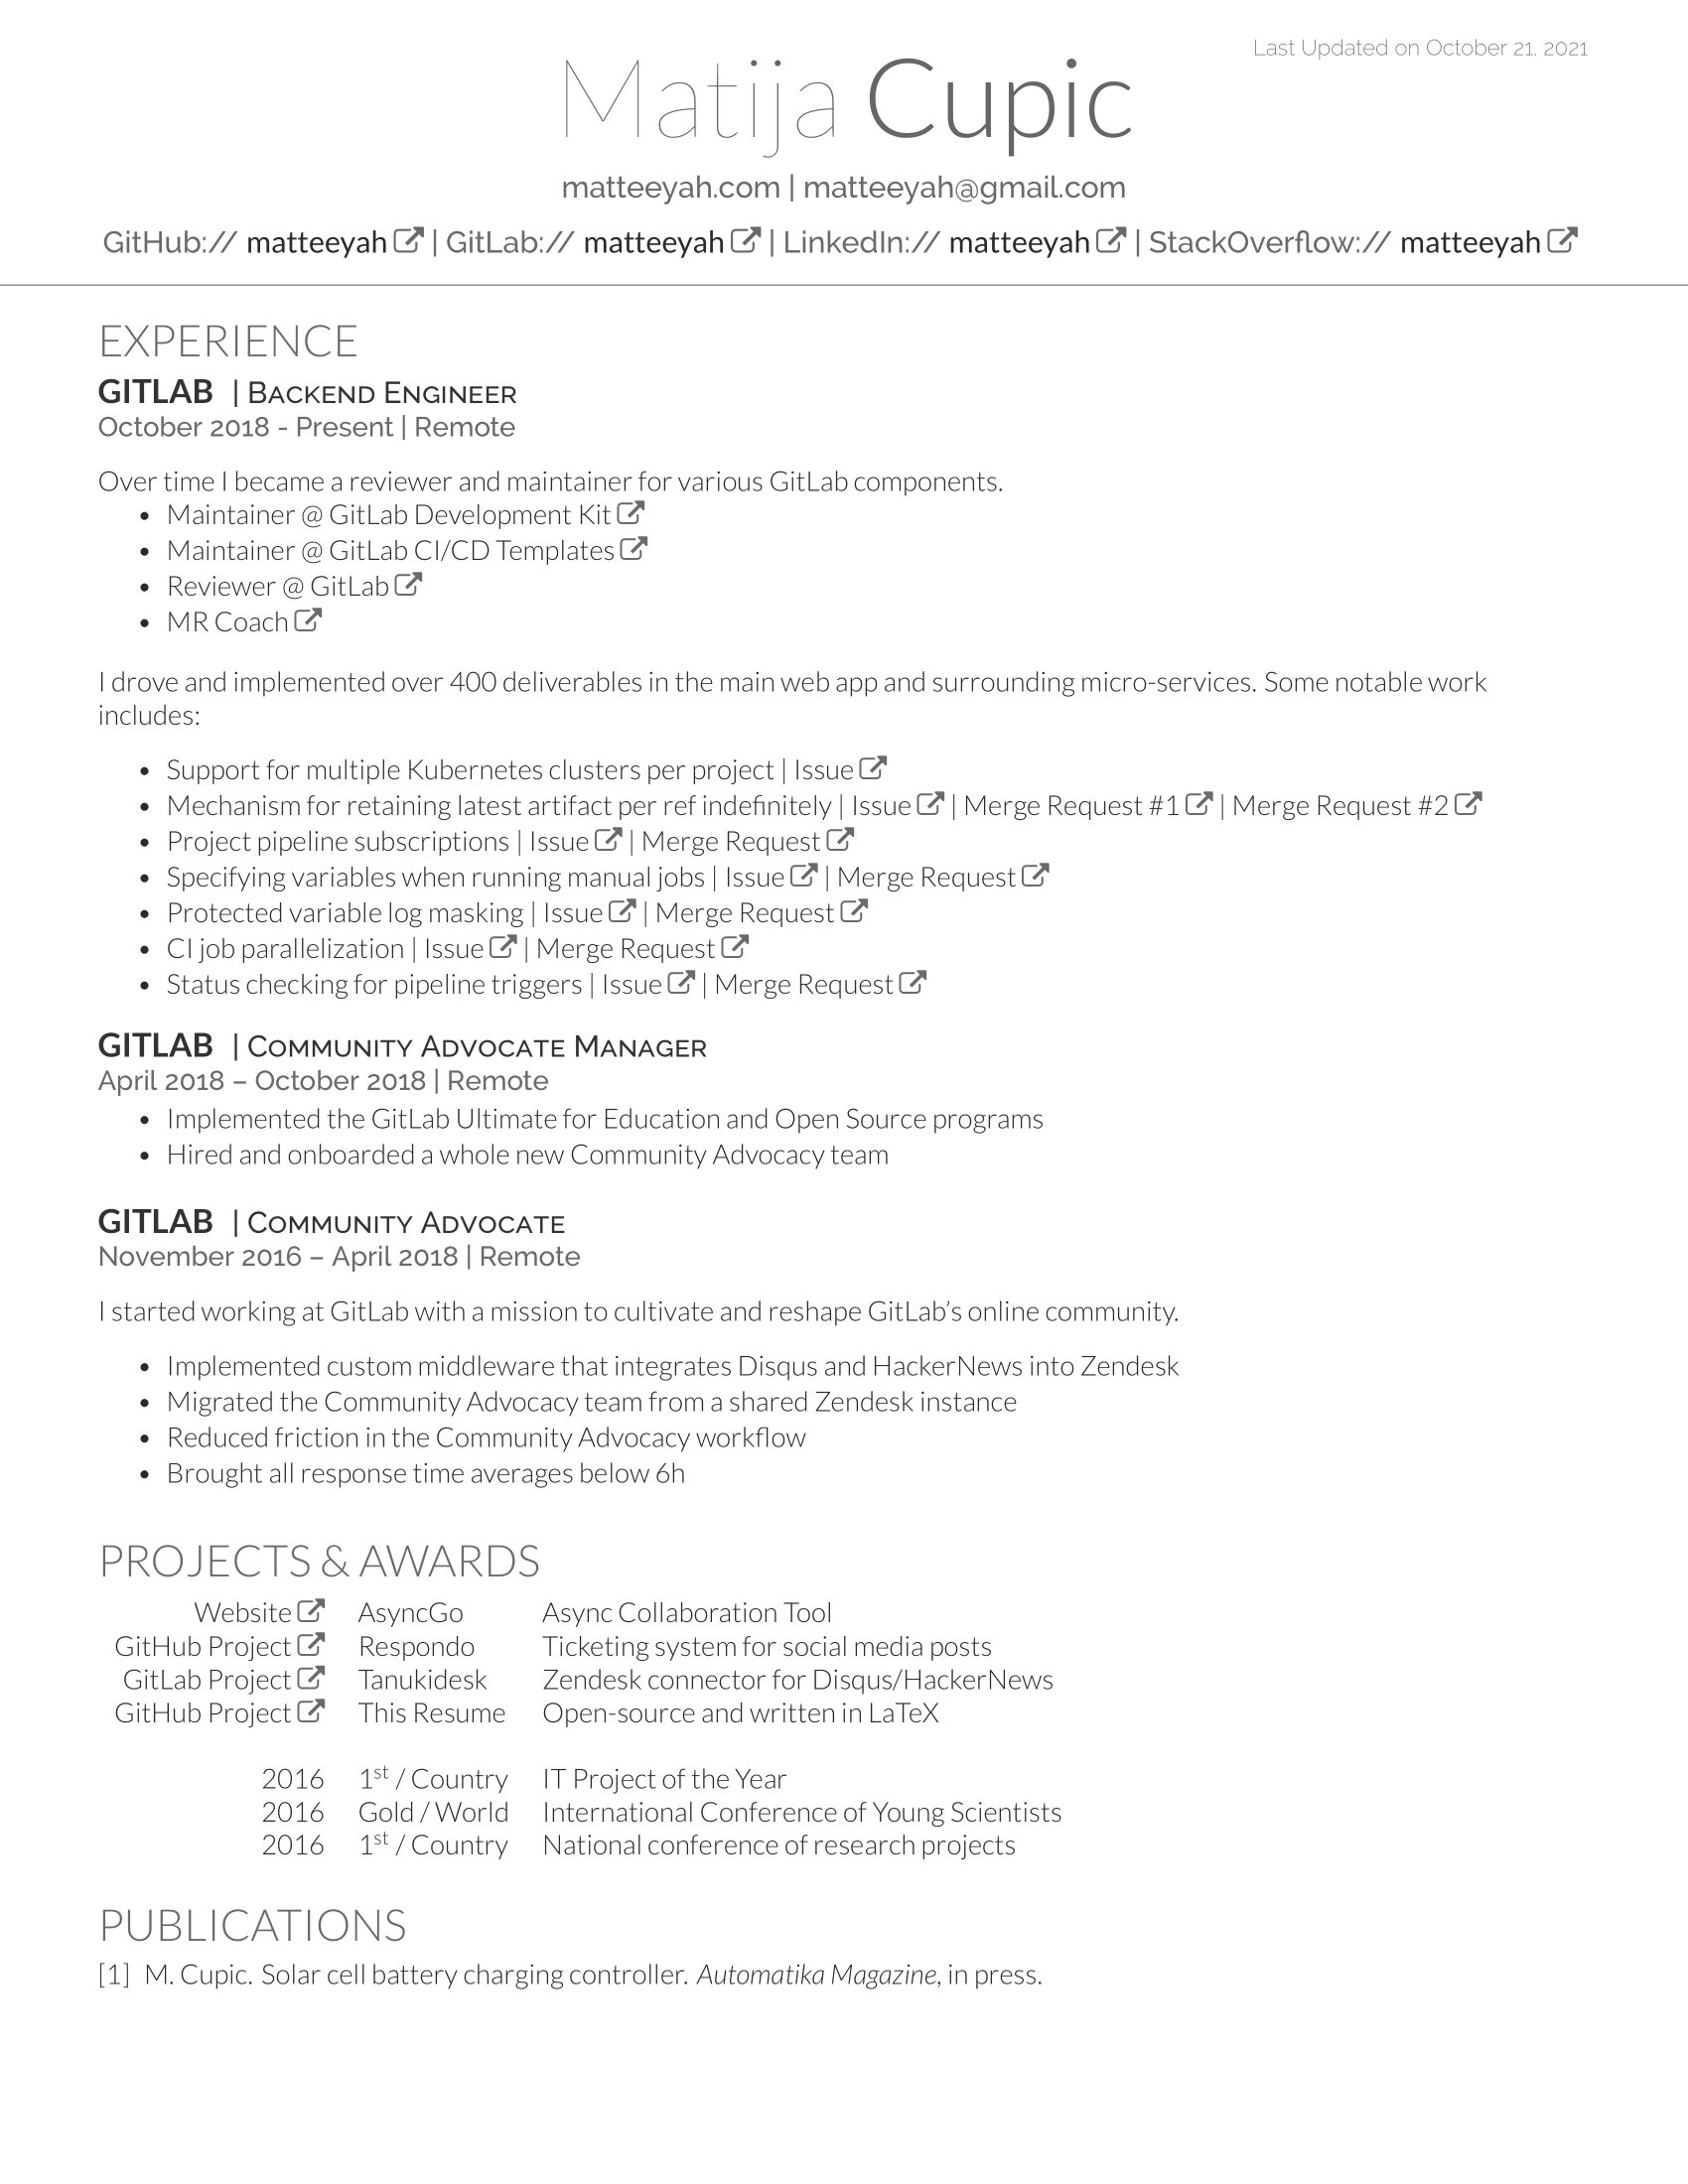 Last Updated on October 21, 2021
Matija Cupic
matteeyah.com | matteeyah@gmail.com
GitHub:// matteeyah | GitLab:// matteeyah | LinkedIn:// matteeyah | StackOverflow:// matteeyah
EXPERIENCE
GITLAB | Backend Engineer
October 2018 - Present | Remote
Over time I became a reviewer and maintainer for various GitLab components.
• Maintainer @ GitLab Development Kit
• Maintainer @ GitLab CI/CD Templates
• Reviewer @ GitLab
• MR Coach
I drove and implemented over 400 deliverables in the main web app and surrounding micro-services. Some notable work
includes:
• Support for multiple Kubernetes clusters per project | Issue
• Mechanism for retaining latest artifact per ref indefinitely | Issue | Merge Request #1 | Merge Request #2
• Project pipeline subscriptions | Issue | Merge Request
• Specifying variables when running manual jobs | Issue | Merge Request
• Protected variable log masking | Issue | Merge Request
• CI job parallelization | Issue | Merge Request
• Status checking for pipeline triggers | Issue | Merge Request
GITLAB | Community Advocate Manager
April 2018 – October 2018 | Remote
• Implemented the GitLab Ultimate for Education and Open Source programs
• Hired and onboarded a whole new Community Advocacy team
GITLAB | Community Advocate
November 2016 – April 2018 | Remote
I started working at GitLab with a mission to cultivate and reshape GitLab's online community.
• Implemented custom middleware that integrates Disqus and HackerNews into Zendesk
• Migrated the Community Advocacy team from a shared Zendesk instance
• Reduced friction in the Community Advocacy workflow
• Brought all response time averages below 6h
PROJECTS & AWARDS
Website AsyncGo Async Collaboration Tool
GitHub Project Respondo Ticketing system for social media posts
GitLab Project Tanukidesk Zendesk connector for Disqus/HackerNews
GitHub Project This Resume Open-source and written in LaTeX
2016 1st / Country IT Project of the Year
2016 Gold / World International Conference of Young Scientists
2016 1st / Country National conference of research projects
PUBLICATIONS
[1] M. Cupic. Solar cell battery charging controller. Automatika Magazine, in press.